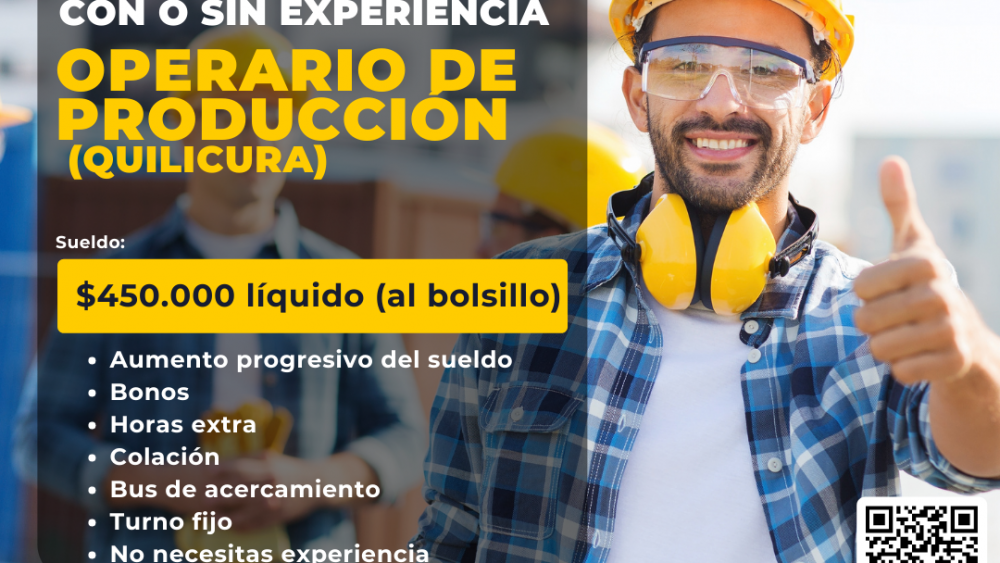 CON O SIN EXPERIENCIA
OPERARIO DE
PRODUCCIÓN
(QUILICURA)
Sueldo:
$450.000 líquido (al bolsillo)
• Aumento progresivo del sueldo
• Bonos
• Horas extra
• Colación
• Bus de acercamiento
• Turno fijo
• No necesitas experiencia